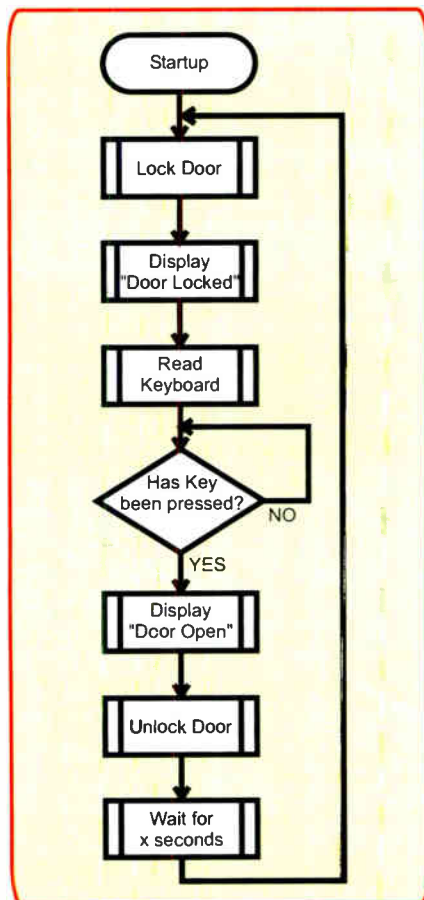 Startup
Lock Door
Display
"Door Locked"
Read
Keyboard
Has Key
been pressed?
NO
YES
Display
"Dcor Open"
Unlock Door
Wait for
x seconds